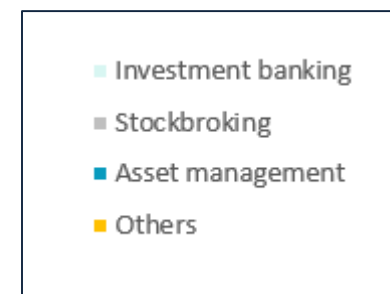 Investment banking
Stockbroking
Asset management
Others